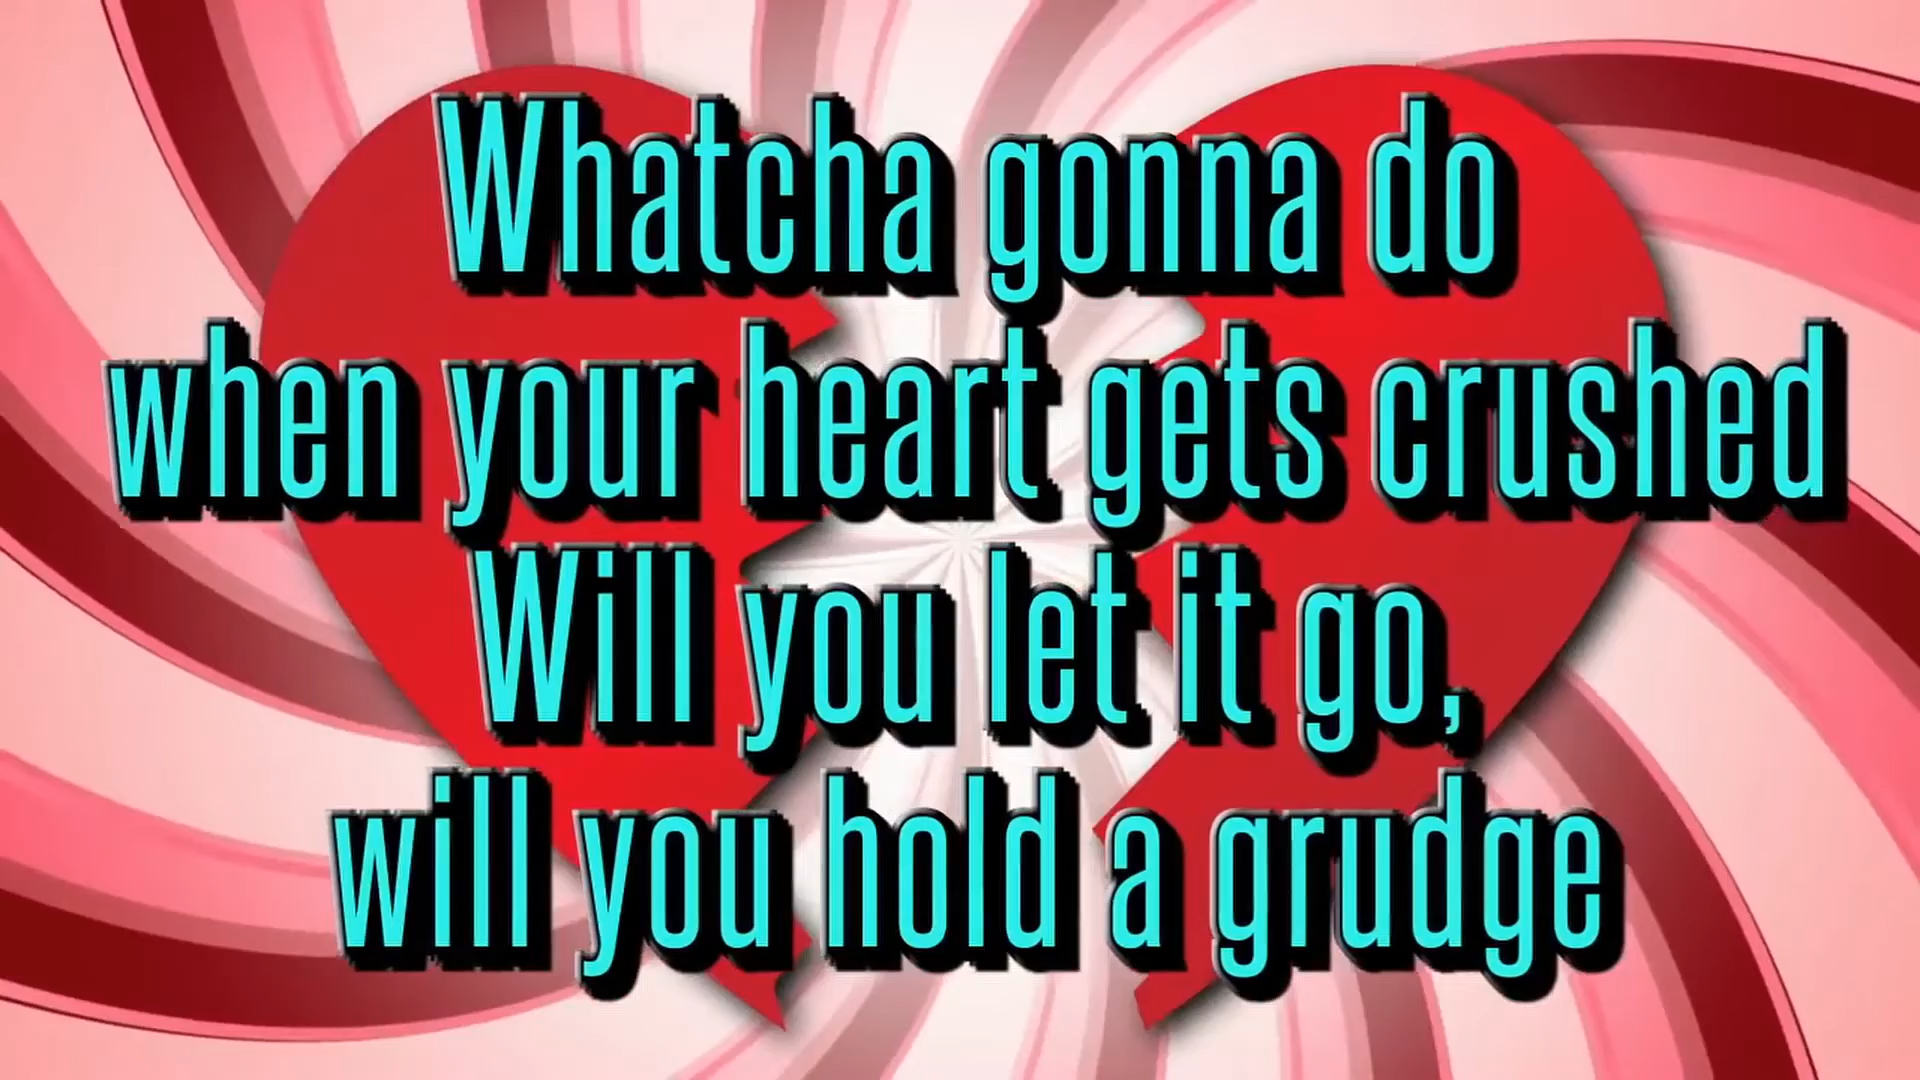 Whatcha gonna do
when your heart gets crushed
Will you let it go,
will you hold a grudge